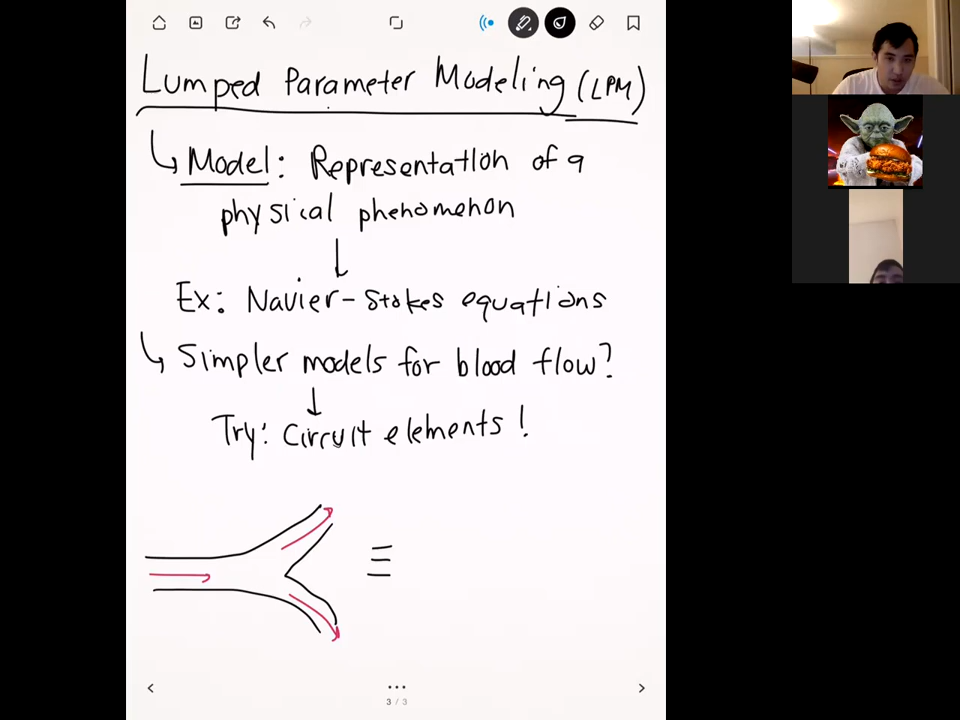 Lumped Parameter Modeling (LPM)
↳ Model: Representation of a
physical phenomenon
↓
Ex: Navier-Stokes equations
↳ Simpler models for blood flow?
↓
Try: Circuit elements!
≡
3 / 3